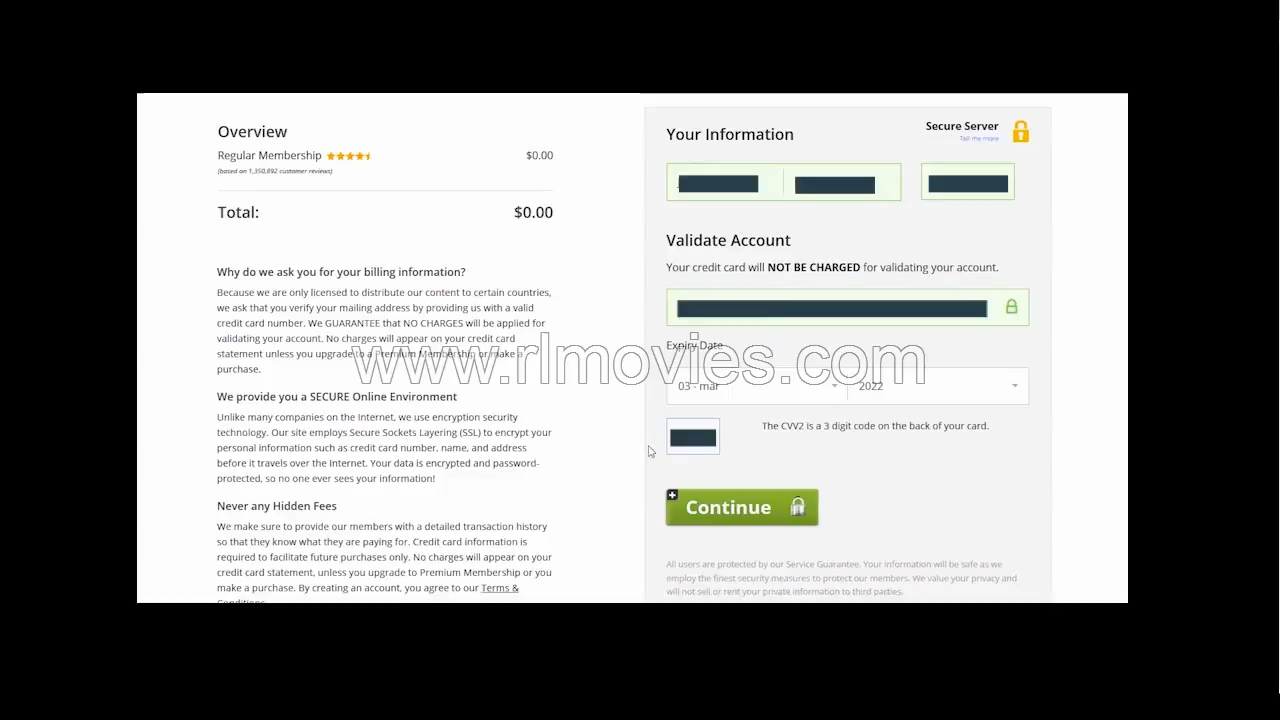 Overview
Regular Membership
$0.00
(based on 1,350,892 customer reviews)
Total:
$0.00
Why do we ask you for your billing information?
Because we are only licensed to distribute our content to certain countries,
we ask that you verify your mailing address by providing us with a valid
credit card number. We GUARANTEE that NO CHARGES will be applied for
validating your account. No charges will appear on your credit card
statement unless you upgrade to a Premium Membership or make a
purchase.
We provide you a SECURE Online Environment
Unlike many companies on the Internet, we use encryption security
technology. Our site employs Secure Sockets Layering (SSL) to encrypt your
personal information such as credit card number, name, and address
before it travels over the Internet. Your data is encrypted and password-
protected, so no one ever sees your information!
Never any Hidden Fees
We make sure to provide our members with a detailed transaction history
so that they know what they are paying for. Credit card information is
required to facilitate future purchases only. No charges will appear on your
credit card statement, unless you upgrade to Premium Membership or you
make a purchase. By creating an account, you agree to our Terms &
Conditions
Your Information
Secure Server
Tell me more
Validate Account
Your credit card will NOT BE CHARGED for validating your account.
Expiry Date
03 - mar
2022
The CVV2 is a 3 digit code on the back of your card.
Continue
All users are protected by our Service Guarantee. Your information will be safe as we
employ the finest security measures to protect our members. We value your privacy and
will not sell or rent your private information to third parties.
www.rlmovies.com